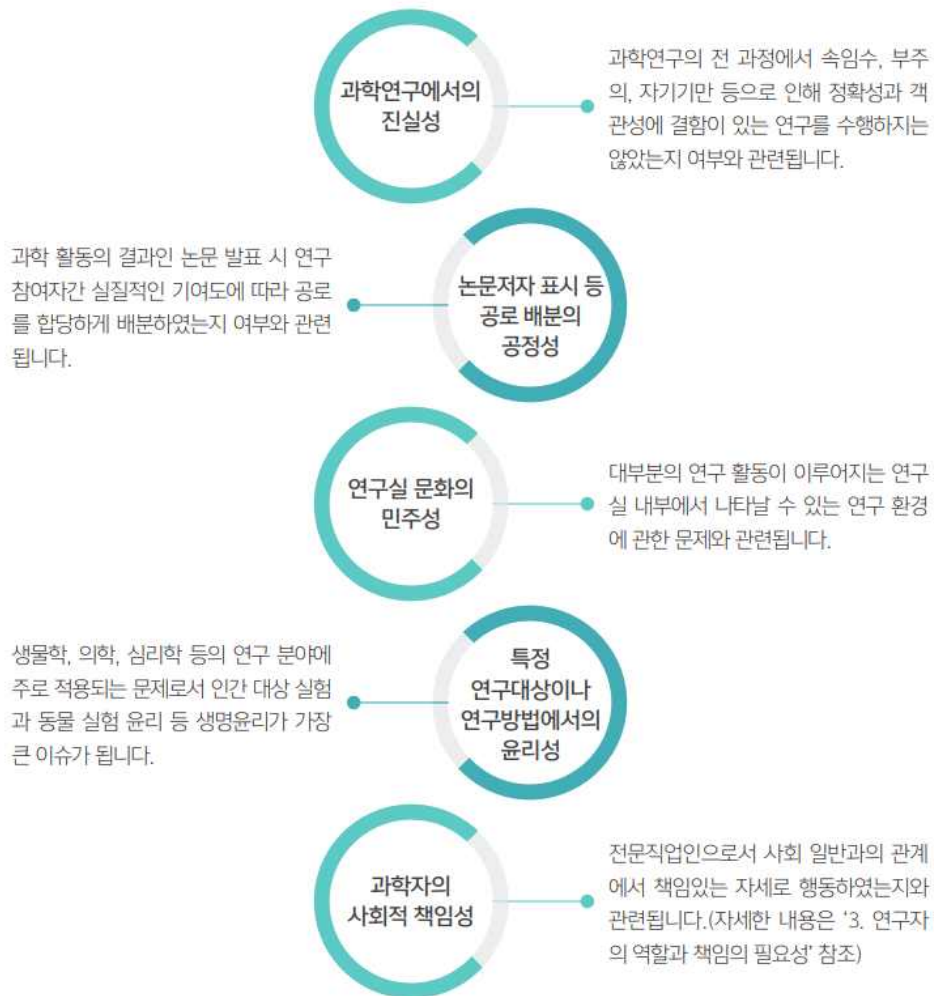 과학연구에서의
진실성
과학연구의 전 과정에서 속임수, 부주
의, 자기기만 등으로 인해 정확성과 객
관성에 결함이 있는 연구를 수행하지는
않았는지 여부와 관련됩니다.
과학 활동의 결과인 논문 발표 시 연구
참여자간 실질적인 기여도에 따라 공로
를 합당하게 배분하였는지 여부와 관련
됩니다.
논문저자 표시 등
공로 배분의
공정성
연구실 문화의
민주성
대부분의 연구 활동이 이루어지는 연구
실 내부에서 나타날 수 있는 연구 환경
에 관한 문제와 관련됩니다.
생물학, 의학, 심리학 등의 연구 분야에
주로 적용되는 문제로서 인간 대상 실험
과 동물 실험 윤리 등 생명윤리가 가장
큰 이슈가 됩니다.
특정
연구대상이나
연구방법에서의
윤리성
과학자의
사회적 책임성
전문직업인으로서 사회 일반과의 관계
에서 책임있는 자세로 행동하였는지와
관련됩니다.(자세한 내용은 ‘3. 연구자
의 역할과 책임의 필요성’ 참조)